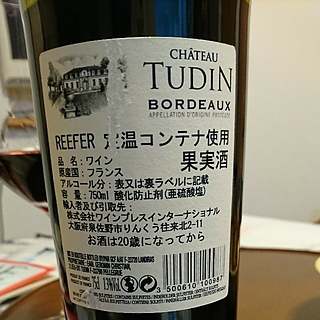 CHÂTEAU
TUDIN
BORDEAUX
APPELLATION D'ORIGINE PROTÉGÉE
REEFER 定温コンテナ使用
果実酒
品名:ワイン
原産国:フランス
アルコール分:表又は裏ラベルに記載
容量:750ml 酸化防止剤(亜硫酸塩)
輸入者及び引取先:
株式会社ワインプレスインターナショナル
大阪府泉佐野市りんくう往来北2-11
お酒は20歳になってから
3 500610 100987